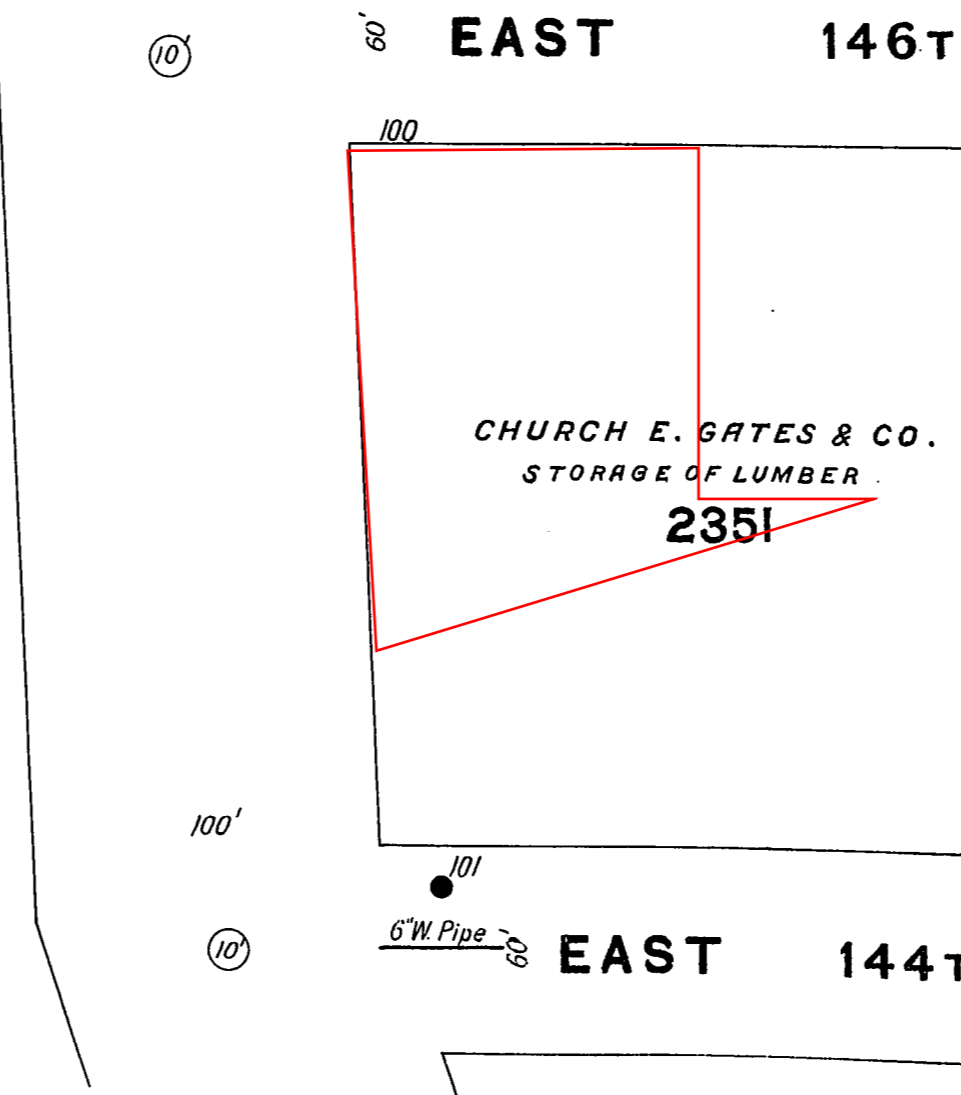 10'
60'
EAST 146T
100
CHURCH E. GATES & CO.
STORAGE OF LUMBER
2351
100'
101
6"W. Pipe
60'
10'
EAST 144T